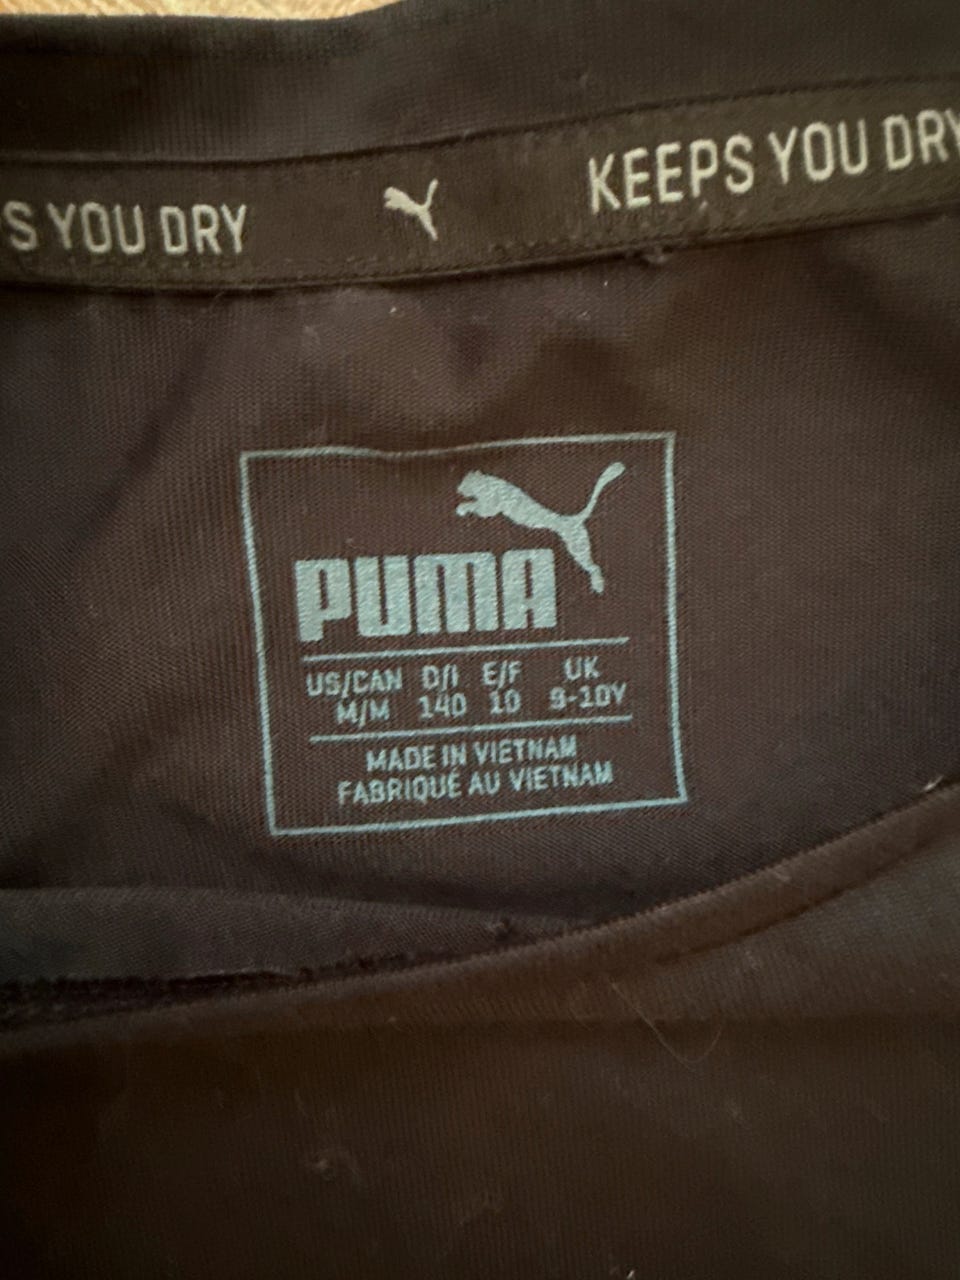 S YOU DRY KEEPS YOU DRY
PUMA
US/CAN D/I E/F UK
M/M 140 10 9-10Y
MADE IN VIETNAM
FABRIQUÉ AU VIETNAM